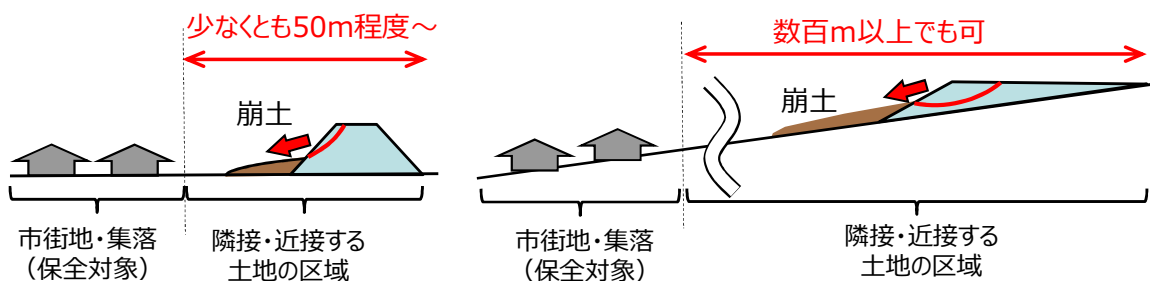 少なくとも50m程度～
崩土
市街地・集落
（保全対象）
隣接・近接する
土地の区域
数百m以上でも可
崩土
市街地・集落
（保全対象）
隣接・近接する
土地の区域